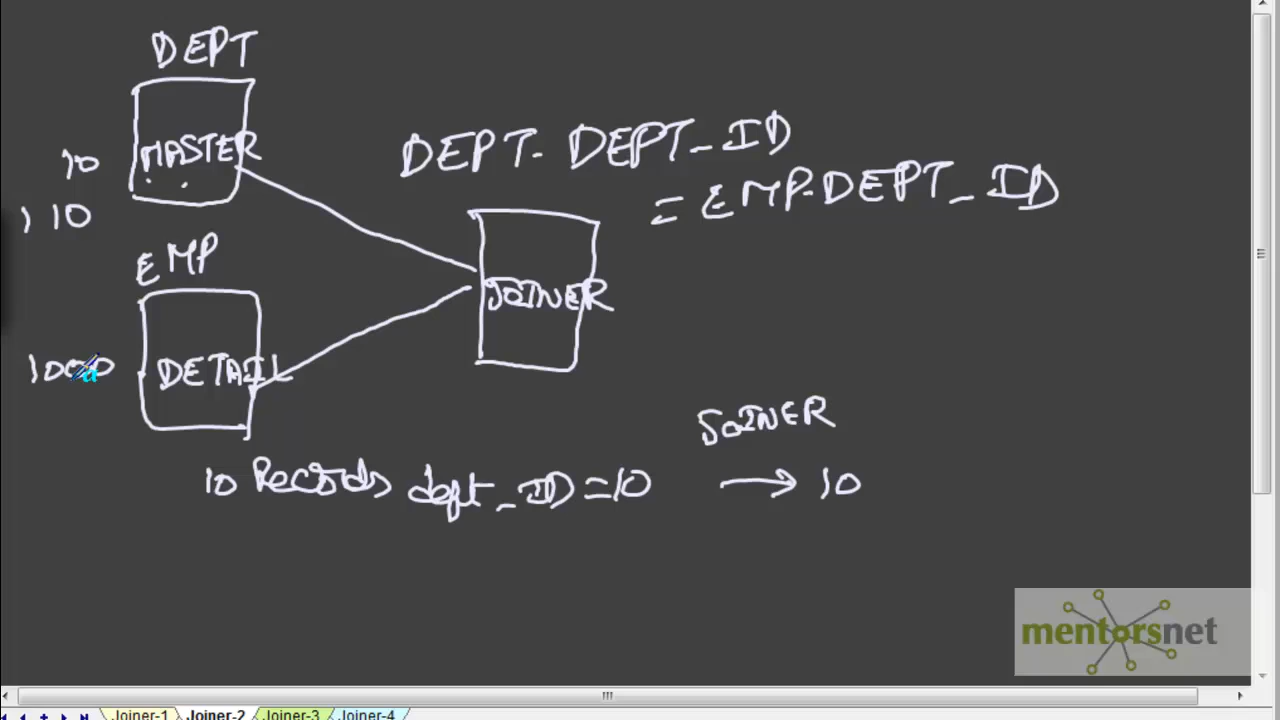 DEPT
MASTER
10
, 10
EMP
DETAIL
1000
DEPT. DEPT_ID
= EMP.DEPT_ID
JOINER
JOINER
10 Records dept_ID = 10 → 10
mentorsnet
Joiner-1 Joiner-2 Joiner-3 Joiner-4